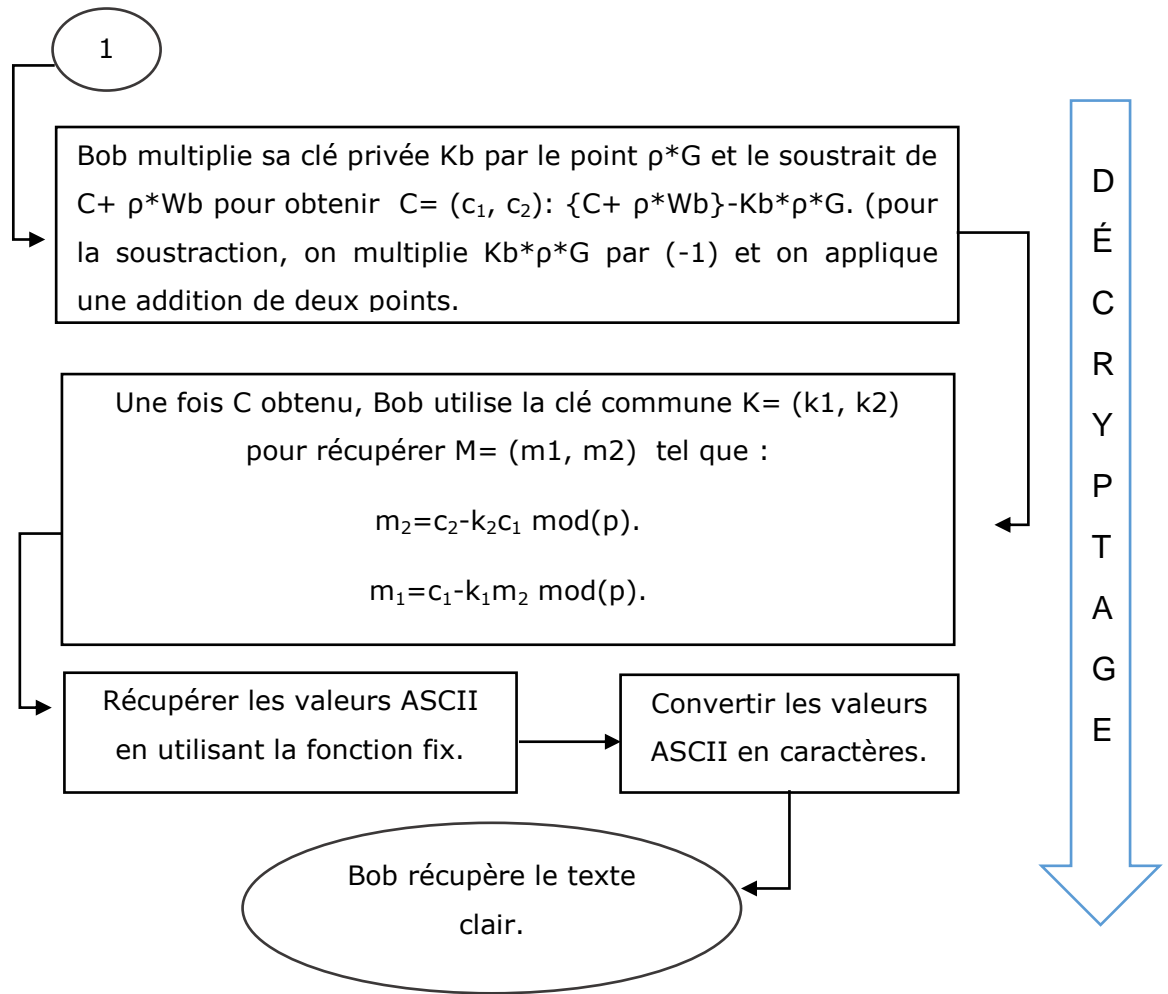 1
Bob multiplie sa clé privée Kb par le point ρ*G et le soustrait de
C+ ρ*Wb pour obtenir C= (c₁, c₂): {C+ ρ*Wb}-Kb*ρ*G. (pour
la soustraction, on multiplie Kb*ρ*G par (-1) et on applique
une addition de deux points.
Une fois C obtenu, Bob utilise la clé commune K= (k1, k2)
pour récupérer M= (m1, m2) tel que :
m₂=c₂-k₂c₁ mod(p).
m₁=c₁-k₁m₂ mod(p).
Récupérer les valeurs ASCII
en utilisant la fonction fix.
Convertir les valeurs
ASCII en caractères.
Bob récupère le texte
clair.
D
É
C
R
Y
P
T
A
G
E